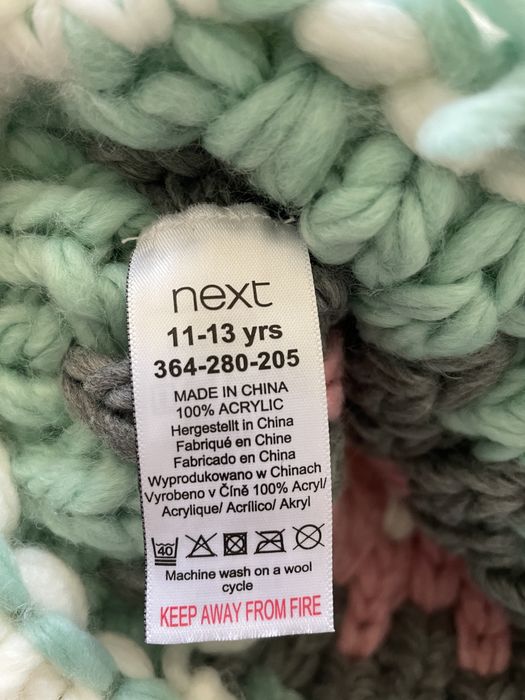 next
11-13 yrs
364-280-205
MADE IN CHINA
100% ACRYLIC
Hergestellt in China
Fabriqué en Chine
Fabricado en China
Wyprodukowano w Chinach
Vyrobeno v Číně 100% Acryl/
Acrylique/ Acrílico/ Akryl
40
Machine wash on a wool
cycle
KEEP AWAY FROM FIRE